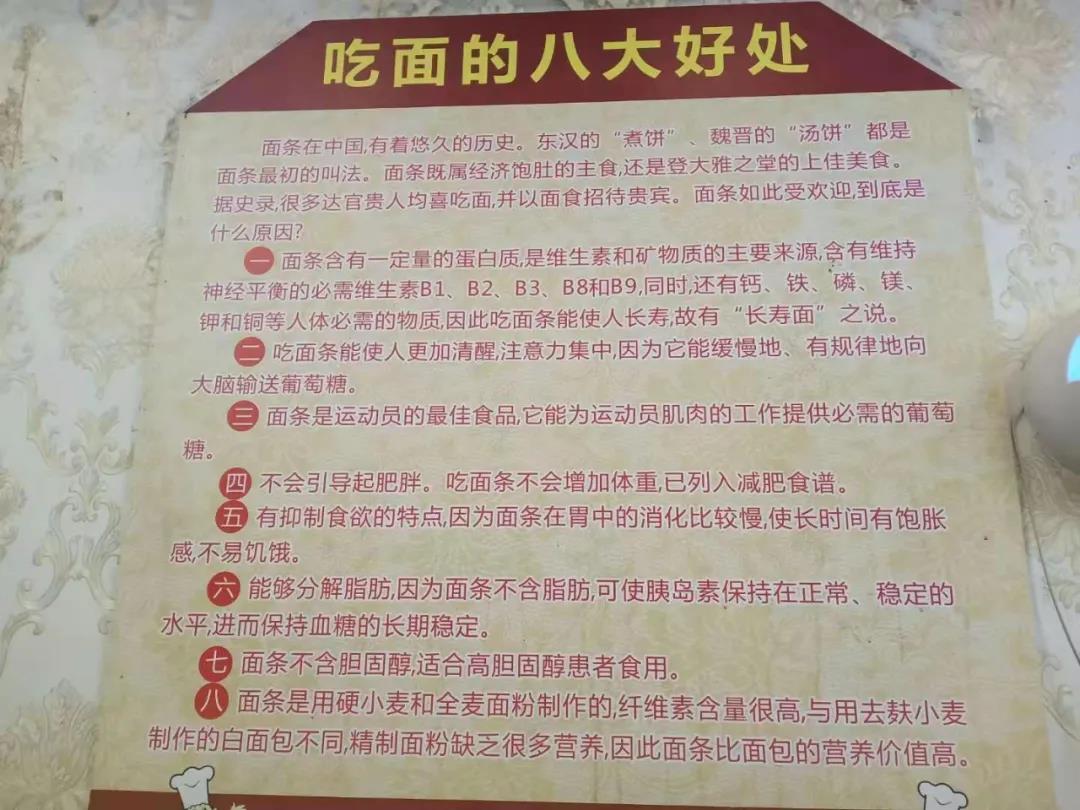 吃面的八大好处
面条在中国,有着悠久的历史。东汉的“煮饼”、魏晋的“汤饼”都是
面条最初的叫法。面条既属经济饱肚的主食,还是登大雅之堂的上佳美食。
据史录,很多达官贵人均喜吃面,并以面食招待贵宾。面条如此受欢迎,到底是
什么原因?
一 面条含有一定量的蛋白质,是维生素和矿物质的主要来源,含有维持
神经平衡的必需维生素B1、B2、B3、B8和B9,同时,还有钙、铁、磷、镁、
钾和铜等人体必需的物质,因此吃面条能使人长寿,故有“长寿面”之说。
二 吃面条能使人更加清醒,注意力集中,因为它能缓慢地、有规律地向
大脑输送葡萄糖。
三 面条是运动员的最佳食品,它能为运动员肌肉的工作提供必需的葡萄
糖。
四 不会引导起肥胖。吃面条不会增加体重,已列入减肥食谱。
五 有抑制食欲的特点,因为面条在胃中的消化比较慢,使长时间有饱胀
感,不易饥饿。
六 能够分解脂肪,因为面条不含脂肪,可使胰岛素保持在正常、稳定的
水平,进而保持血糖的长期稳定。
七 面条不含胆固醇,适合高胆固醇患者食用。
八 面条是用硬小麦和全麦面粉制作的,纤维素含量很高,与用去麸小麦
制作的白面包不同,精制面粉缺乏很多营养,因此面条比面包的营养价值高。